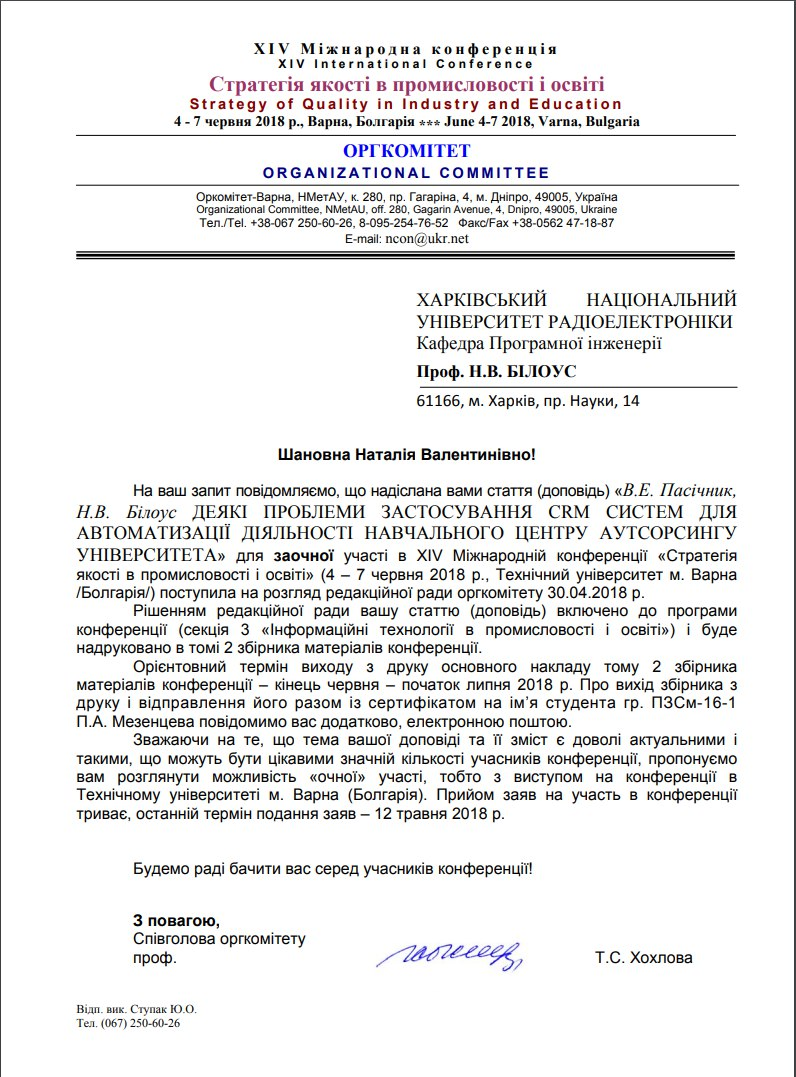 XIV Міжнародна конференція
XIV International Conference
Стратегія якості в промисловості і освіті
Strategy of Quality in Industry and Education
4 - 7 червня 2018 р., Варна, Болгарія *** June 4-7 2018, Varna, Bulgaria
ОРГКОМІТЕТ
ORGANIZATIONAL COMMITTEE
Оркомітет-Варна, НМетАУ, к. 280, пр. Гагаріна, 4, м. Дніпро, 49005, Україна
Organizational Committee, NMetAU, off. 280, Gagarin Avenue, 4, Dnipro, 49005, Ukraine
Тел./Tel. +38-067 250-60-26, 8-095-254-76-52 Факс/Fax +38-0562 47-18-87
E-mail: ncon@ukr.net
ХАРКІВСЬКИЙ НАЦІОНАЛЬНИЙ
УНІВЕРСИТЕТ РАДІОЕЛЕКТРОНІКИ
Кафедра Програмної інженерії
Проф. Н.В. БІЛОУС
61166, м. Харків, пр. Науки, 14
Шановна Наталія Валентинівно!
На ваш запит повідомляємо, що надіслана вами стаття (доповідь) «В.Е. Пасічник,
Н.В. Білоус ДЕЯКІ ПРОБЛЕМИ ЗАСТОСУВАННЯ CRM СИСТЕМ ДЛЯ
АВТОМАТИЗАЦІЇ ДІЯЛЬНОСТІ НАВЧАЛЬНОГО ЦЕНТРУ АУТСОРСИНГУ
УНІВЕРСИТЕТА» для заочної участі в XIV Міжнародній конференції «Стратегія
якості в промисловості і освіті» (4 – 7 червня 2018 р., Технічний університет м. Варна
/Болгарія/) поступила на розгляд редакційної ради оргкомітету 30.04.2018 р.
Рішенням редакційної ради вашу статтю (доповідь) включено до програми
конференції (секція 3 «Інформаційні технології в промисловості і освіті») і буде
надруковано в томі 2 збірника матеріалів конференції.
Орієнтовний термін виходу з друку основного накладу тому 2 збірника
матеріалів конференції – кінець червня – початок липня 2018 р. Про вихід збірника з
друку і відправлення його разом із сертифікатом на ім’я студента гр. ПЗСм-16-1
П.А. Мезенцева повідомимо вас додатково, електронною поштою.
Зважаючи на те, що тема вашої доповіді та її зміст є доволі актуальними і
такими, що можуть бути цікавими значній кількості учасників конференції, пропонуємо
вам розглянути можливість «очної» участі, тобто з виступом на конференції в
Технічному університеті м. Варна (Болгарія). Прийом заяв на участь в конференції
триває, останній термін подання заяв – 12 травня 2018 р.
Будемо раді бачити вас серед учасників конференції!
З повагою,
Співголова оргкомітету
проф. Т.С. Хохлова
Відп. вик. Ступак Ю.О.
Тел. (067) 250-60-26